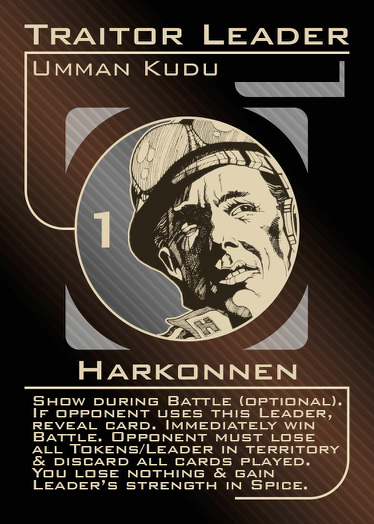 Traitor Leader
Umman Kudu
1
H
Harkonnen
Show during Battle (optional).
If opponent uses this Leader,
reveal card. Immediately win
Battle. Opponent must lose
all Tokens/Leader in territory
& discard all cards played.
You lose nothing & gain
Leader's strength in Spice.